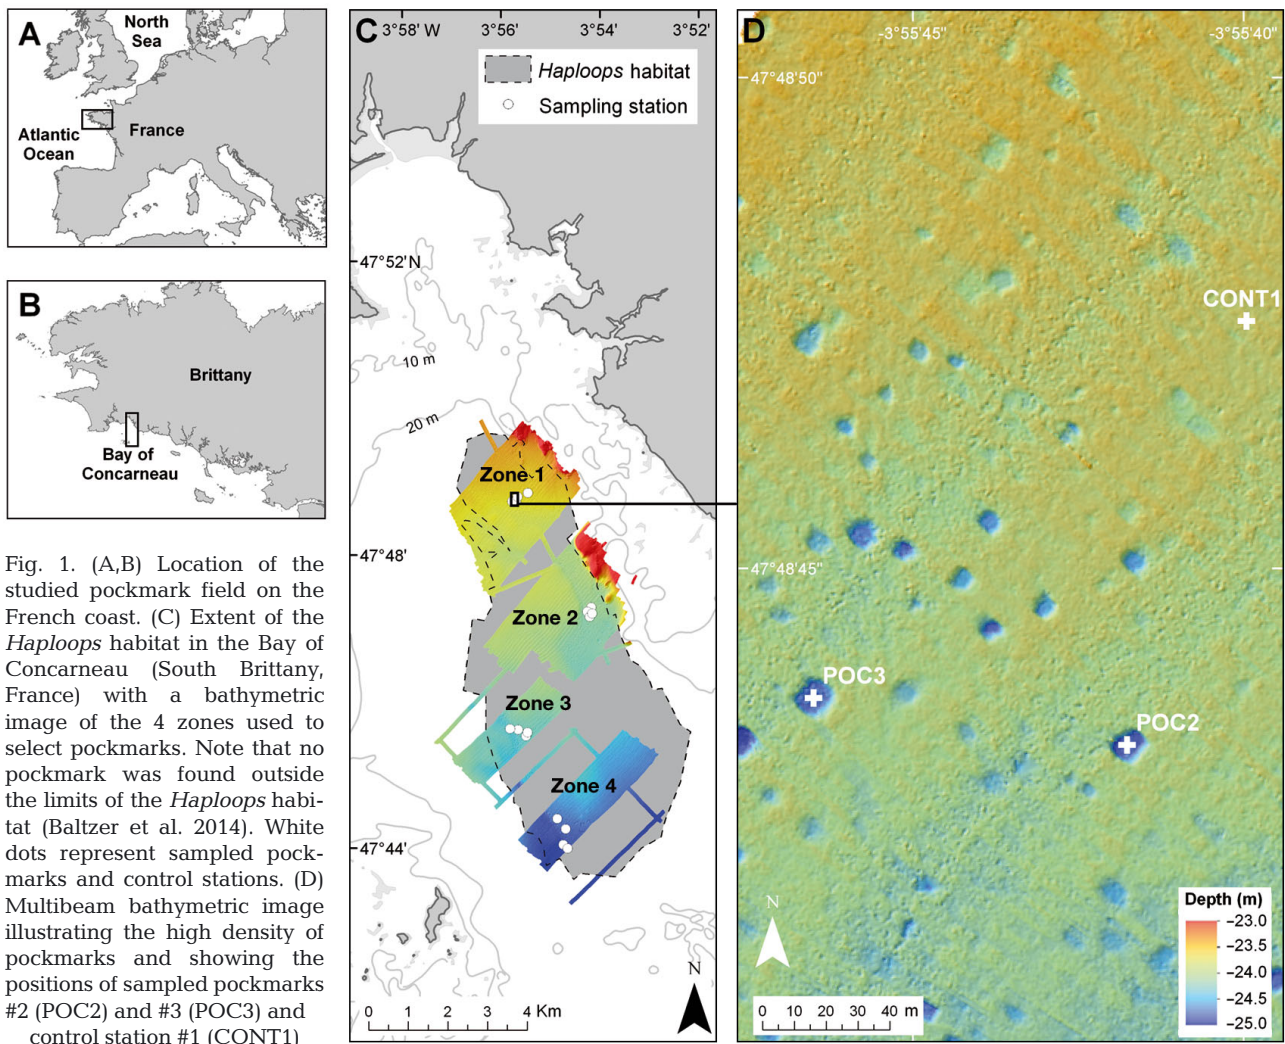 A
North
Sea
Atlantic
Ocean
France
B
Brittany
Bay of
Concarneau
Fig. 1. (A,B) Location of the
studied pockmark field on the
French coast. (C) Extent of the
Haploops habitat in the Bay of
Concarneau (South Brittany,
France) with a bathymetric
image of the 4 zones used to
select pockmarks. Note that no
pockmark was found outside
the limits of the Haploops habi-
tat (Baltzer et al. 2014). White
dots represent sampled pock-
marks and control stations. (D)
Multibeam bathymetric image
illustrating the high density of
pockmarks and showing the
positions of sampled pockmarks
#2 (POC2) and #3 (POC3) and
control station #1 (CONT1)
C
3°58' W
3°56'
3°54'
3°52'
Haploops habitat
Sampling station
47°52'N
10 m
20 m
Zone 1
47°48'
Zone 2
Zone 3
Zone 4
47°44'
N
0 1 2 3 4 Km
D
-3°55'45"
-3°55'40"
47°48'50"
CONT1
47°48'45"
POC3
POC2
N
0 10 20 30 40 m
Depth (m)
–23.0
–23.5
–24.0
–24.5
–25.0